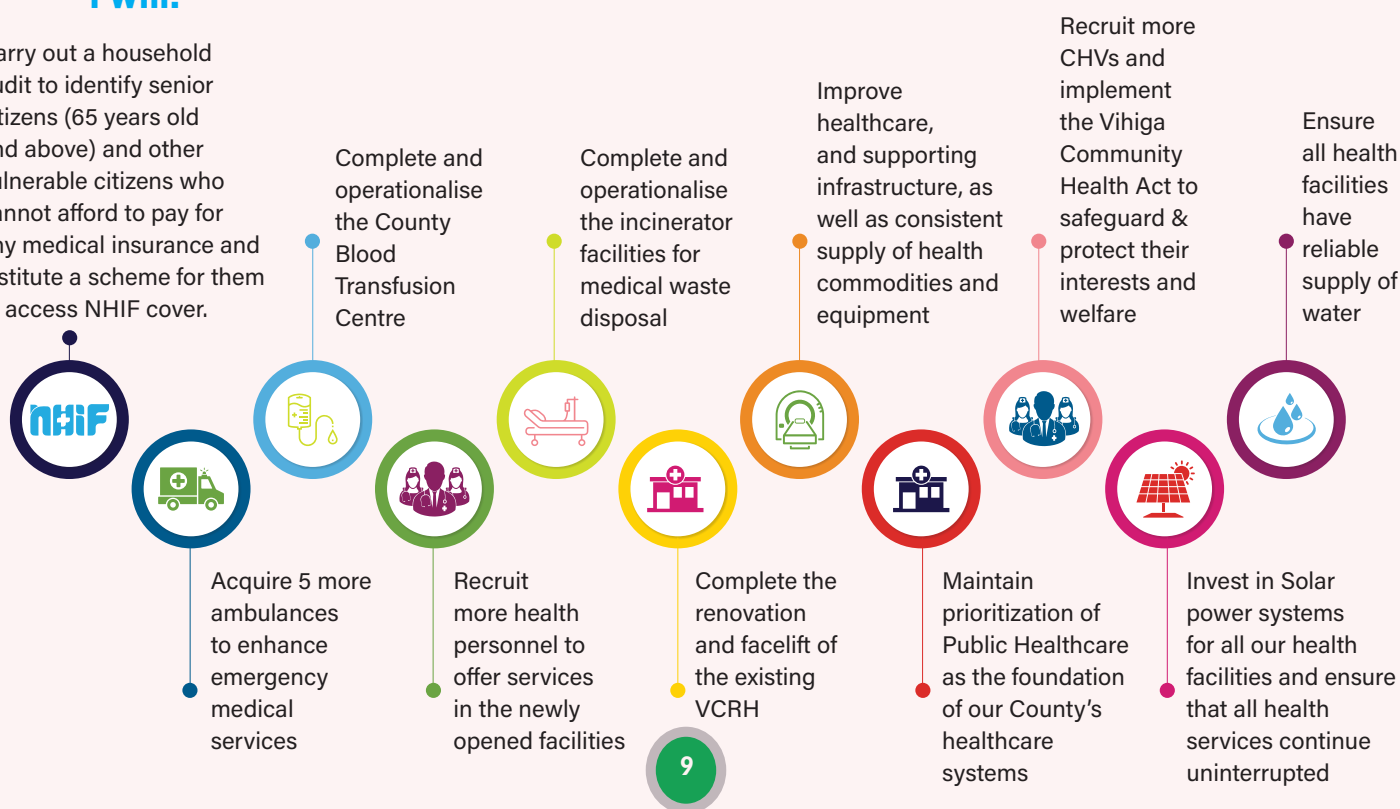 I will:
arry out a household
udit to identify senior
tizens (65 years old
nd above) and other
ulnerable citizens who
annot afford to pay for
ny medical insurance and
stitute a scheme for them
access NHIF cover.
NHIF
Acquire 5 more
ambulances
to enhance
emergency
medical
services
Complete and
operationalise
the County
Blood
Transfusion
Centre
Recruit
more health
personnel to
offer services
in the newly
opened facilities
Complete and
operationalise
the incinerator
facilities for
medical waste
disposal
Complete the
renovation
and facelift of
the existing
VCRH
Improve
healthcare,
and supporting
infrastructure, as
well as consistent
supply of health
commodities and
equipment
Maintain
prioritization of
Public Healthcare
as the foundation
of our County's
healthcare
systems
Recruit more
CHVs and
implement
the Vihiga
Community
Health Act to
safeguard &
protect their
interests and
welfare
Invest in Solar
power systems
for all our health
facilities and ensure
that all health
services continue
uninterrupted
Ensure
all health
facilities
have
reliable
supply of
water
9